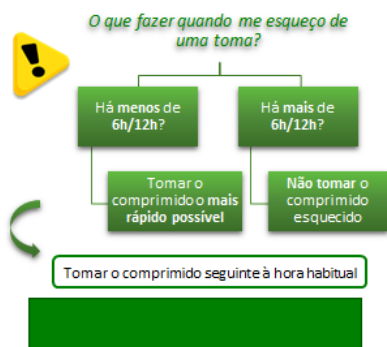 O que fazer quando me esqueço de
uma toma?
Há menos de
6h/12h?
Há mais de
6h/12h?
Tomar o
comprimido o mais
rápido possível
Não tomar o
comprimido
esquecido
Tomar o comprimido seguinte à hora habitual